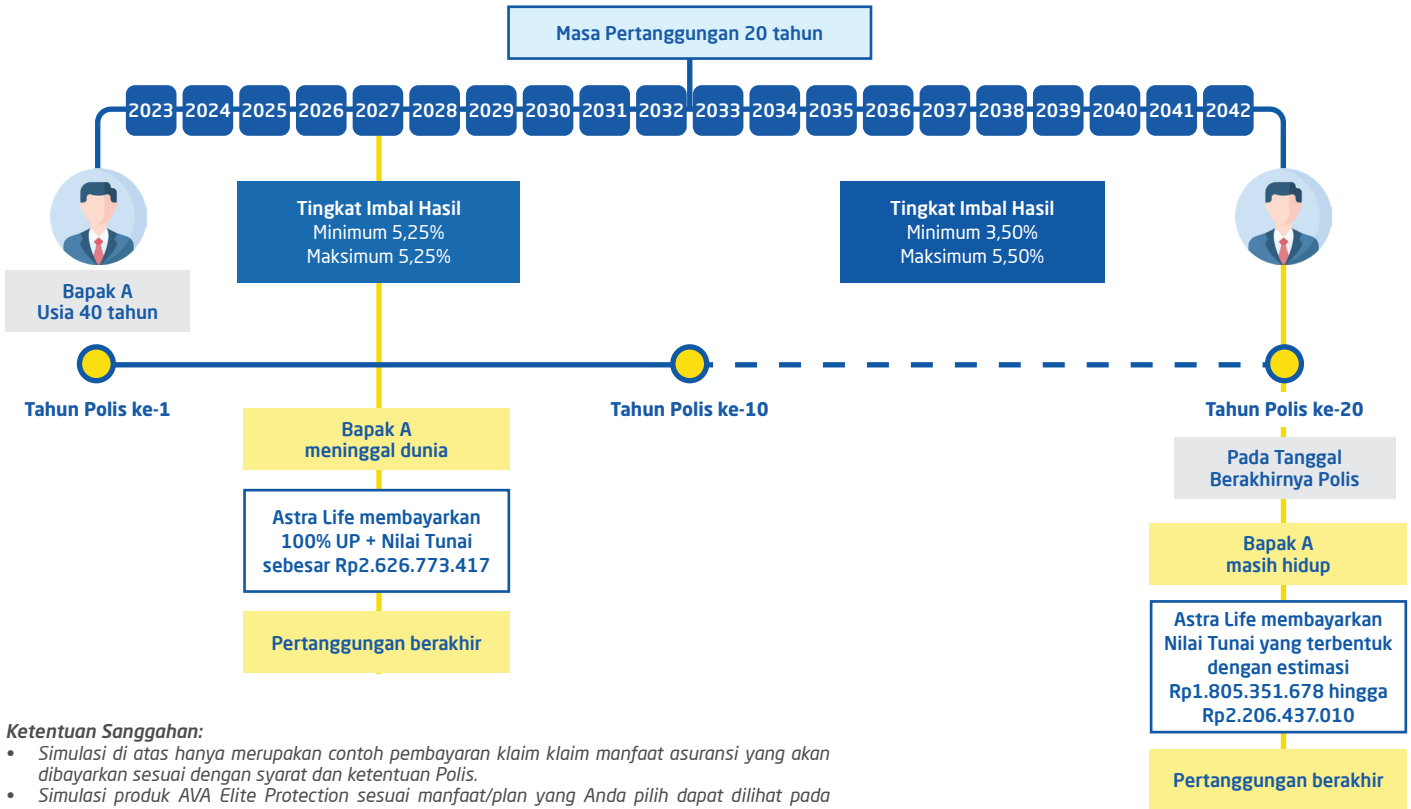 Masa Pertanggungan 20 tahun
2023 2024 2025 2026 2027 2028 2029 2030 2031 2032 2033 2034 2035 2036 2037 2038 2039 2040 2041 2042
Bapak A
Usia 40 tahun
Tingkat Imbal Hasil
Minimum 5,25%
Maksimum 5,25%
Tingkat Imbal Hasil
Minimum 3,50%
Maksimum 5,50%
Tahun Polis ke-1
Tahun Polis ke-10
Tahun Polis ke-20
Bapak A
meninggal dunia
Astra Life membayarkan
100% UP + Nilai Tunai
sebesar Rp2.626.773.417
Pertanggungan berakhir
Pada Tanggal
Berakhirnya Polis
Bapak A
masih hidup
Astra Life membayarkan
Nilai Tunai yang terbentuk
dengan estimasi
Rp1.805.351.678 hingga
Rp2.206.437.010
Pertanggungan berakhir
Ketentuan Sanggahan:
• Simulasi di atas hanya merupakan contoh pembayaran klaim klaim manfaat asuransi yang akan
dibayarkan sesuai dengan syarat dan ketentuan Polis.
• Simulasi produk AVA Elite Protection sesuai manfaat/plan yang Anda pilih dapat dilihat pada